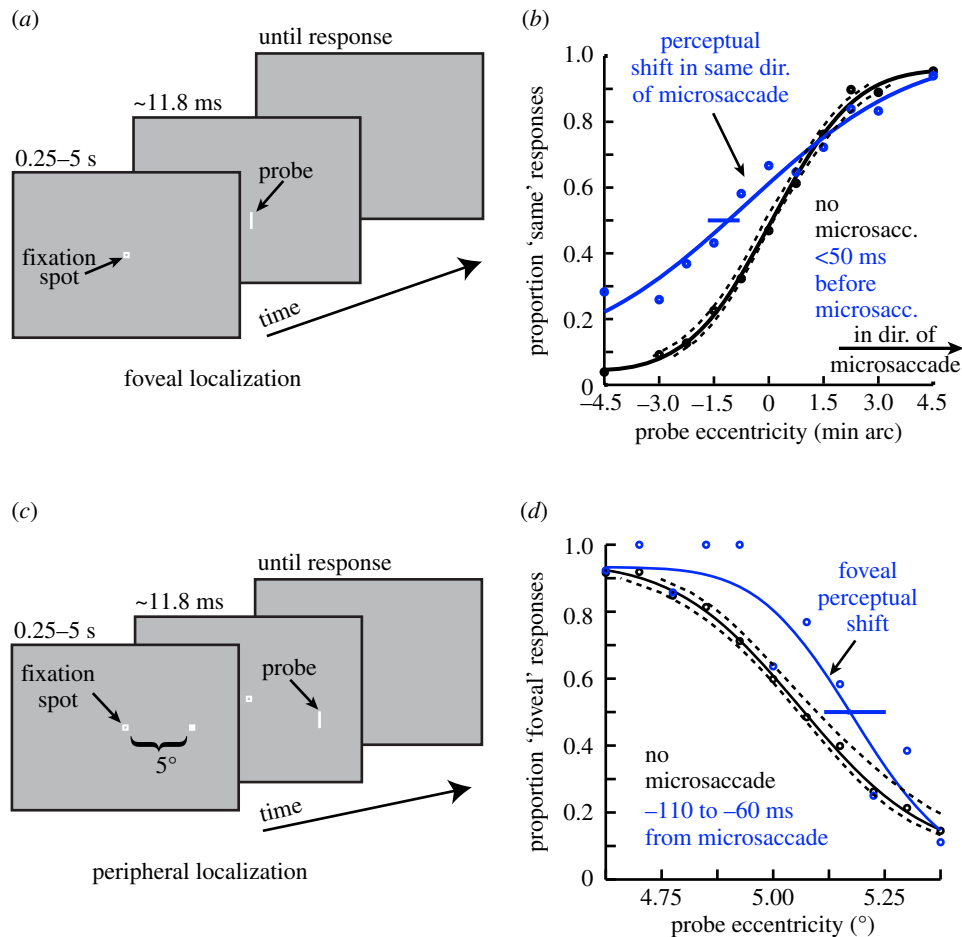 (a)
until response
~11.8 ms
0.25–5 s
probe
fixation
spot
time
foveal localization
(b)
perceptual
shift in same dir.
of microsaccade
no
microsacc.
<50 ms
before
microsacc.
in dir. of
microsaccade
proportion ‘same’ responses
1.0
0.8
0.6
0.4
0.2
0
–4.5 –3.0 –1.5 0 1.5 3.0 4.5
probe eccentricity (min arc)
(c)
until response
~11.8 ms
0.25–5 s
fixation
spot
probe
5°
time
peripheral localization
(d)
foveal
perceptual
shift
no
microsaccade
–110 to –60 ms
from microsaccade
proportion ‘foveal’ responses
1.0
0.8
0.6
0.4
0.2
0
4.75 5.00 5.25
probe eccentricity (°)